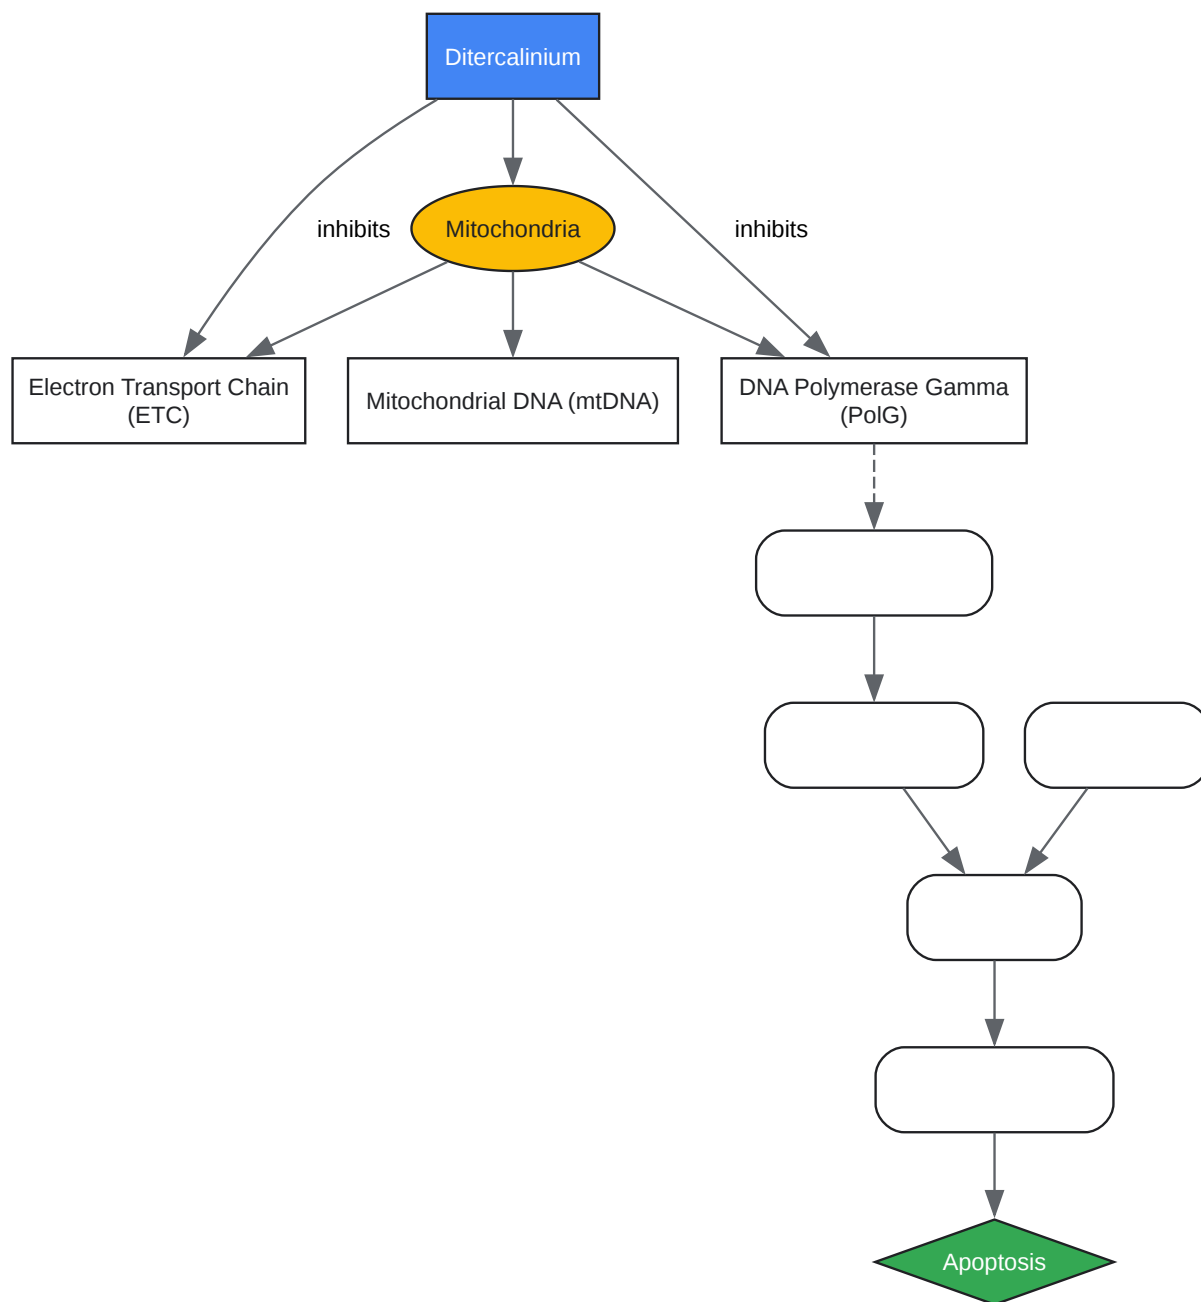 Ditercalinium
inhibits
Mitochondria
inhibits
Electron Transport Chain
(ETC)
Mitochondrial DNA (mtDNA)
DNA Polymerase Gamma
(PolG)
Apoptosis